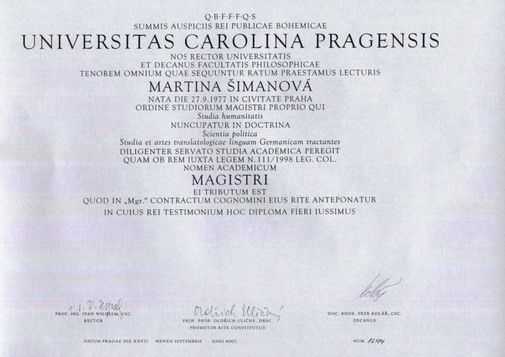 Q·B·F·F·F·Q·S
SUMMIS AUSPICIIS REI PUBLICAE BOHEMICAE
UNIVERSITAS CAROLINA PRAGENSIS
NOS RECTOR UNIVERSITATIS
ET DECANUS FACULTATIS PHILOSOPHICAE
TENOREM OMNIUM QUAE SEQUUNTUR RATUM PRAESTAMUS LECTURIS
MARTINA ŠIMANOVÁ
NATA DIE 27.9.1977 IN CIVITATE PRAHA
ORDINE STUDIORUM MAGISTRI PROPRIO QUI
Studia humanitatis
NUNCUPATUR IN DOCTRINA
Scientia politica
Studia et artes translatologicae linguam Germanicam tractantes
DILIGENTER SERVATO STUDIA ACADEMICA PEREGIT
QUAM OB REM IUXTA LEGEM N. 111/1998 LEG. COL.
NOMEN ACADEMICUM
MAGISTRI
EI TRIBUTUM EST
QUOD IN „Mgr.“ CONTRACTUM COGNOMINI EIUS RITE ANTEPONATUR
IN CUIUS REI TESTIMONIUM HOC DIPLOMA FIERI IUSSIMUS
PROF. ING. IVAN WILHELM, CSC.
RECTOR
Oldřich Uličný
PROF. PHDR. OLDŘICH ULIČNÝ, DRSC.
PROMOTOR RITE CONSTITUTUS
DOC. RNDR. PETR KOLÁŘ, CSC.
DECANUS
DATUM PRAGAE DIE XXVII MENSIS SEPTEMBRIS ANNO MMII
NUM